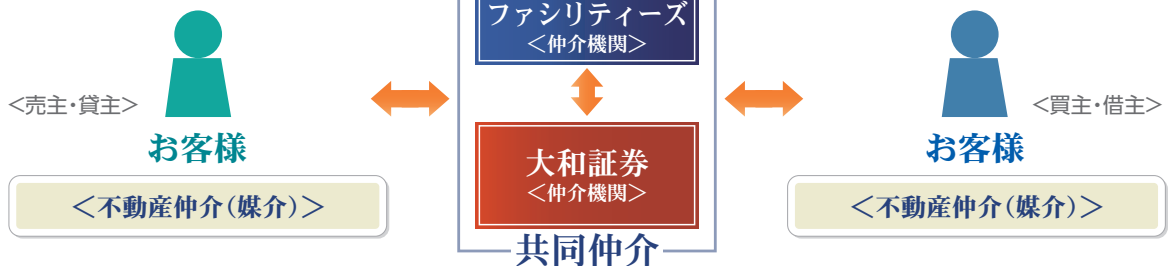 <売主・貸主>
お客様
<不動産仲介(媒介)>
ファシリティーズ
<仲介機関>
大和証券
<仲介機関>
共同仲介
<買主・借主>
お客様
<不動産仲介(媒介)>